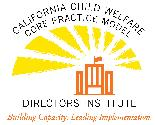 CALIFORNIA CHILD WELFARE
CORE PRACTICE MODEL
DIRECTORS INSTITUTE
Building Capacity, Leading Implementation